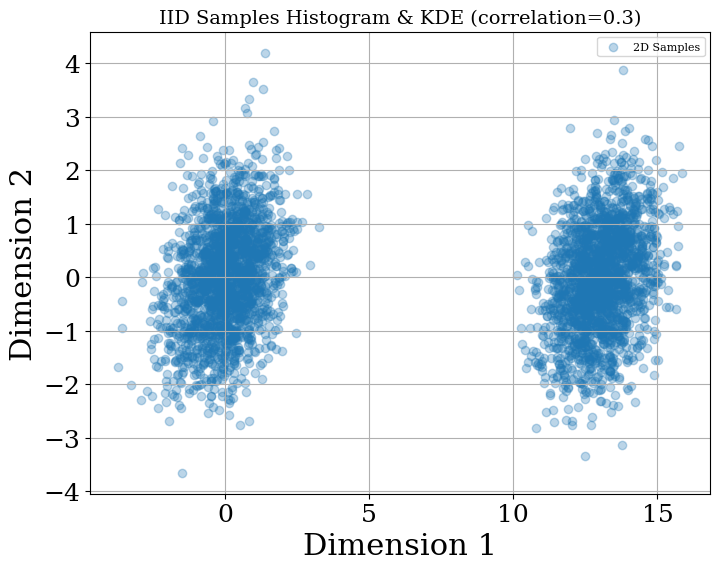 IID Samples Histogram & KDE (correlation=0.3)
2D Samples
4
3
2
1
0
−1
−2
−3
−4
Dimension 2
0 5 10 15
Dimension 1